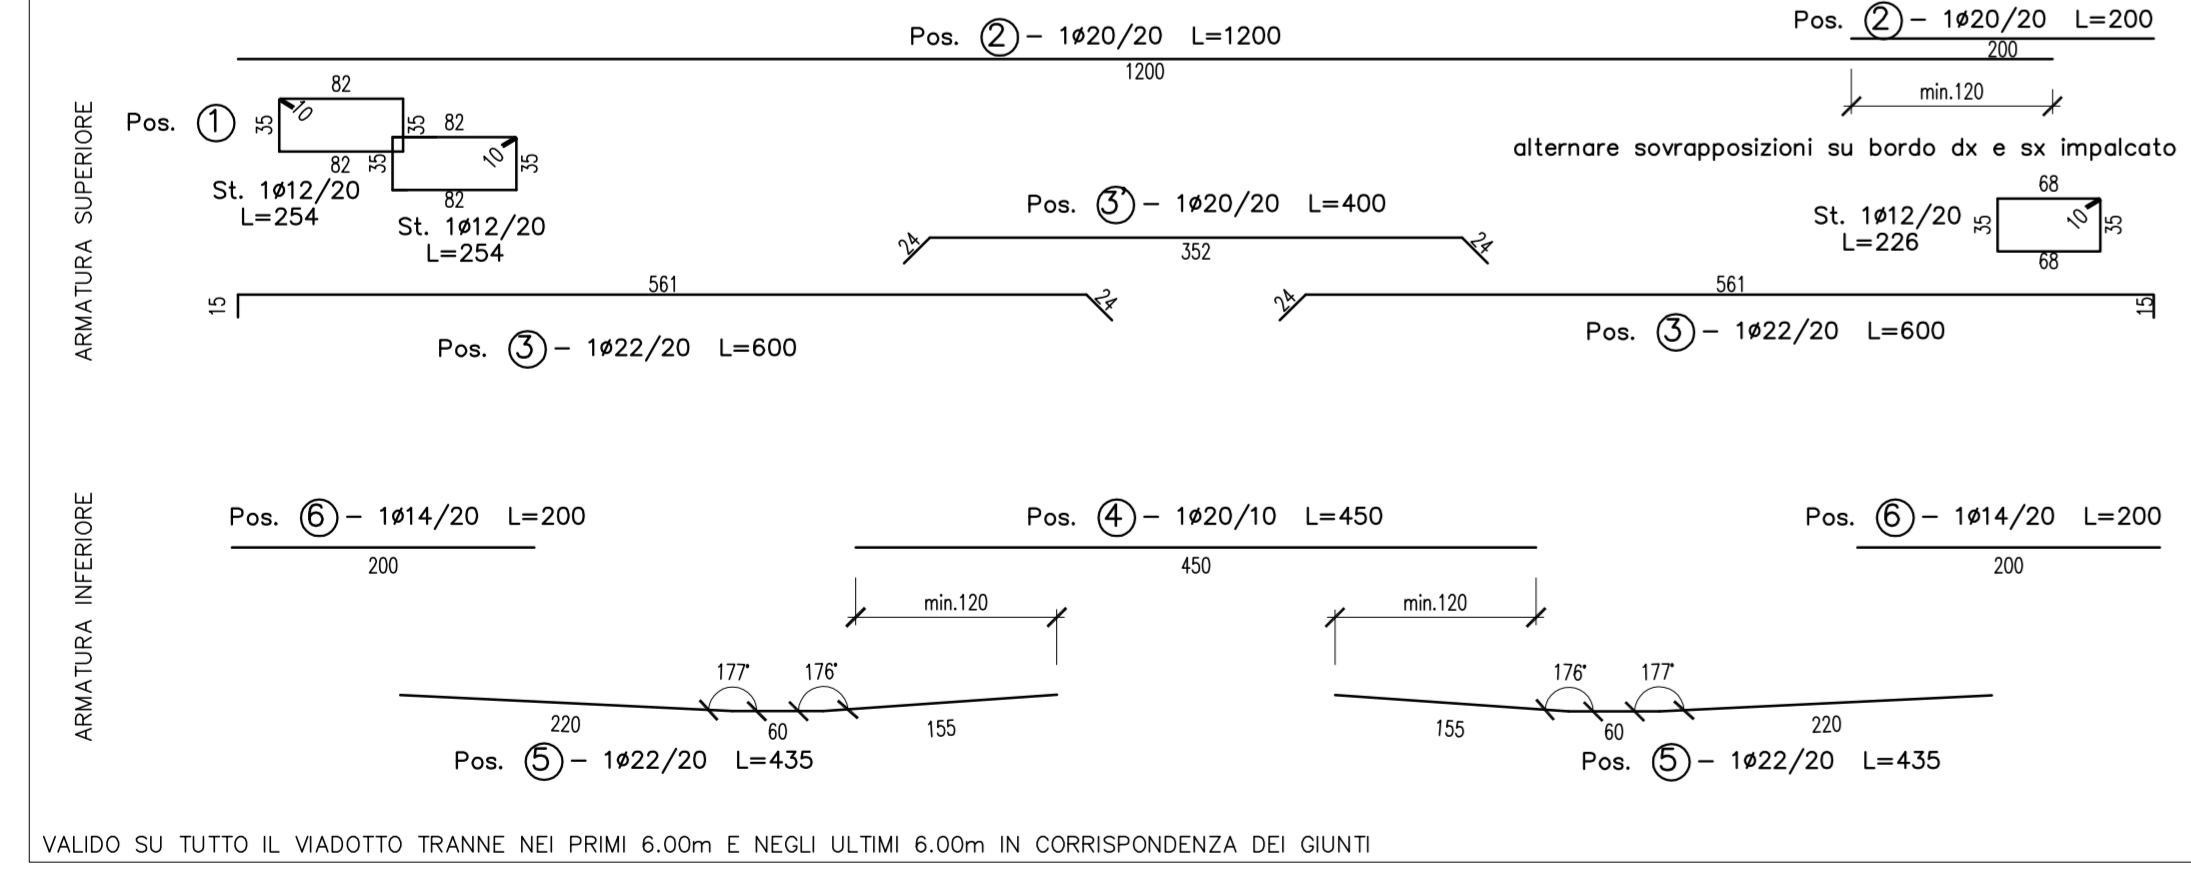 Pos. 2 – 1ø20/20 L=1200
1200
Pos. 2 – 1ø20/20 L=200
200
min.120
alternare sovrapposizioni su bordo dx e sx impalcato
ARMATURA SUPERIORE
Pos. 1
82
35
10
35
82
St. 1ø12/20
L=254
82
35
10
35
82
St. 1ø12/20
L=254
Pos. 3' – 1ø20/20 L=400
24
352
24
St. 1ø12/20
L=226
68
35
10
35
68
15
561
24
Pos. 3 – 1ø22/20 L=600
24
561
15
Pos. 3 – 1ø22/20 L=600
ARMATURA INFERIORE
Pos. 6 – 1ø14/20 L=200
200
Pos. 4 – 1ø20/10 L=450
450
Pos. 6 – 1ø14/20 L=200
200
min.120
min.120
177°
176°
220
60
155
Pos. 5 – 1ø22/20 L=435
176°
177°
155
60
220
Pos. 5 – 1ø22/20 L=435
VALIDO SU TUTTO IL VIADOTTO TRANNE NEI PRIMI 6.00m E NEGLI ULTIMI 6.00m IN CORRISPONDENZA DEI GIUNTI